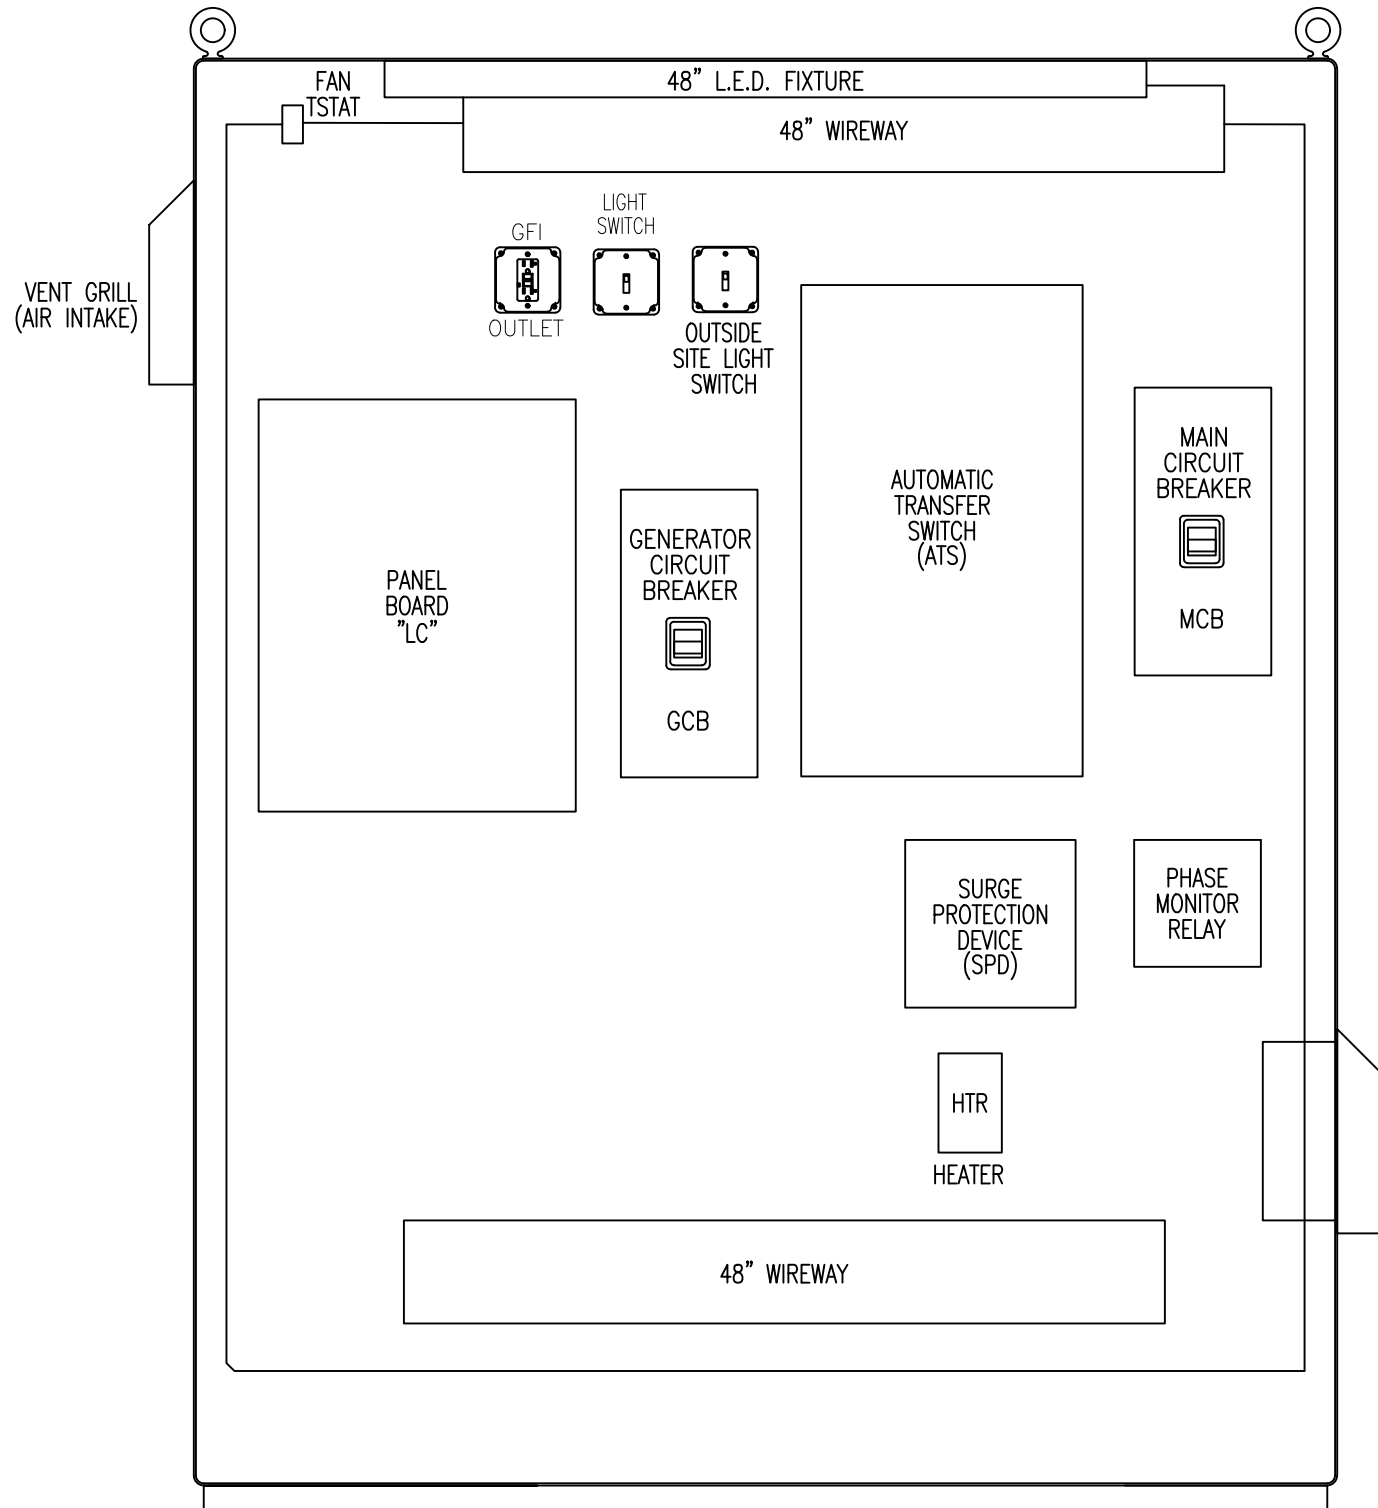 FAN
TSTAT
48” L.E.D. FIXTURE
48” WIREWAY
VENT GRILL
(AIR INTAKE)
GFI
OUTLET
LIGHT
SWITCH
OUTSIDE
SITE LIGHT
SWITCH
PANEL
BOARD
”LC”
GENERATOR
CIRCUIT
BREAKER
GCB
AUTOMATIC
TRANSFER
SWITCH
(ATS)
MAIN
CIRCUIT
BREAKER
MCB
SURGE
PROTECTION
DEVICE
(SPD)
PHASE
MONITOR
RELAY
HTR
HEATER
48” WIREWAY